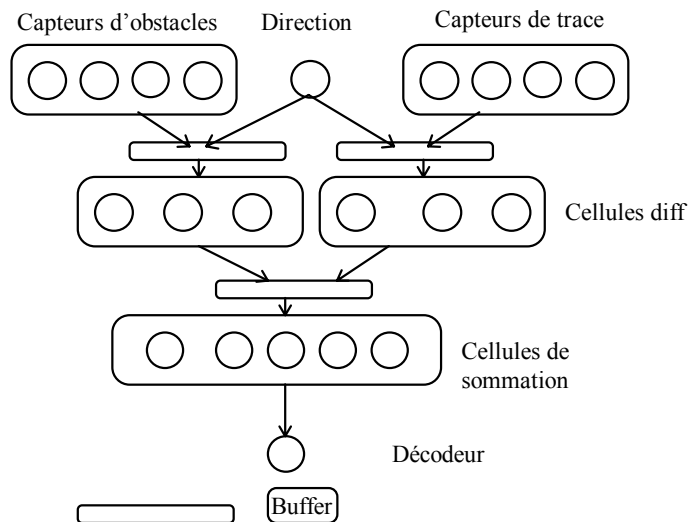 Capteurs d'obstacles
Direction
Capteurs de trace
Cellules diff
Cellules de
sommation
Décodeur
Buffer